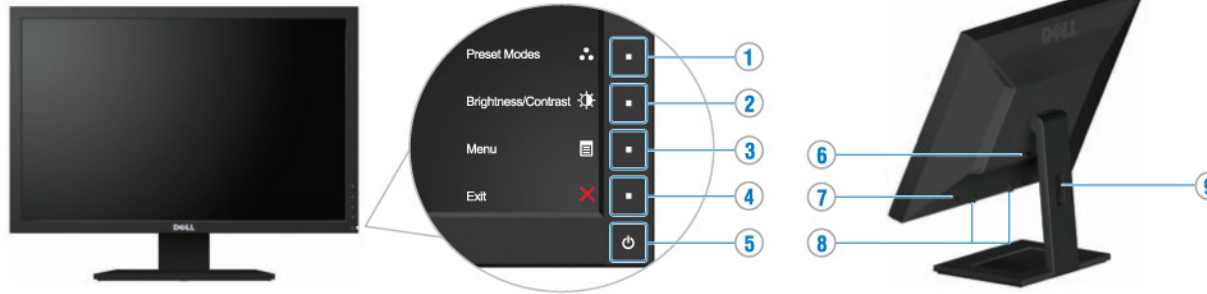 DELL
Preset Modes
Brightness/Contrast
Menu
Exit
1
2
3
4
5
DELL
6
7
8
9